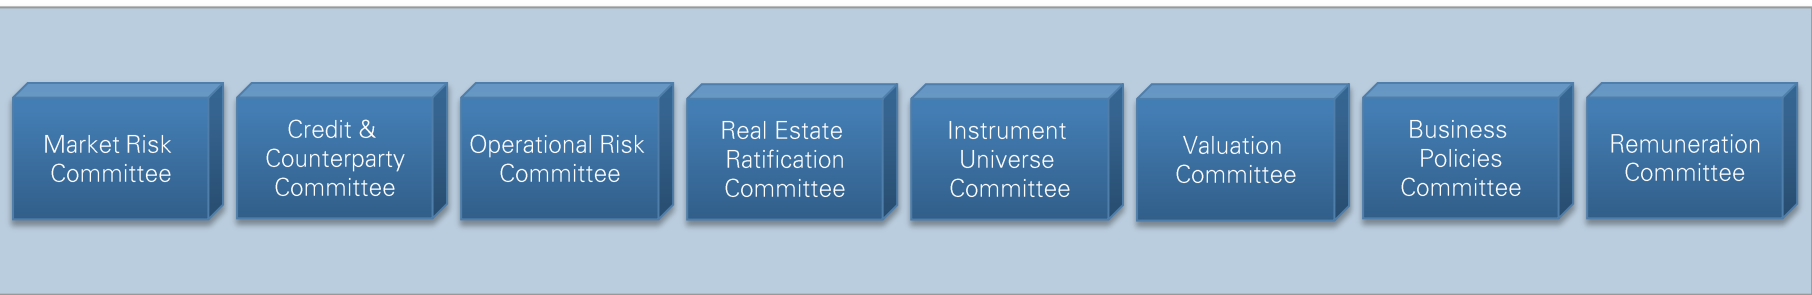 Market Risk
Committee
Credit &
Counterparty
Committee
Operational Risk
Committee
Real Estate
Ratification
Committee
Instrument
Universe
Committee
Valuation
Committee
Business
Policies
Committee
Remuneration
Committee